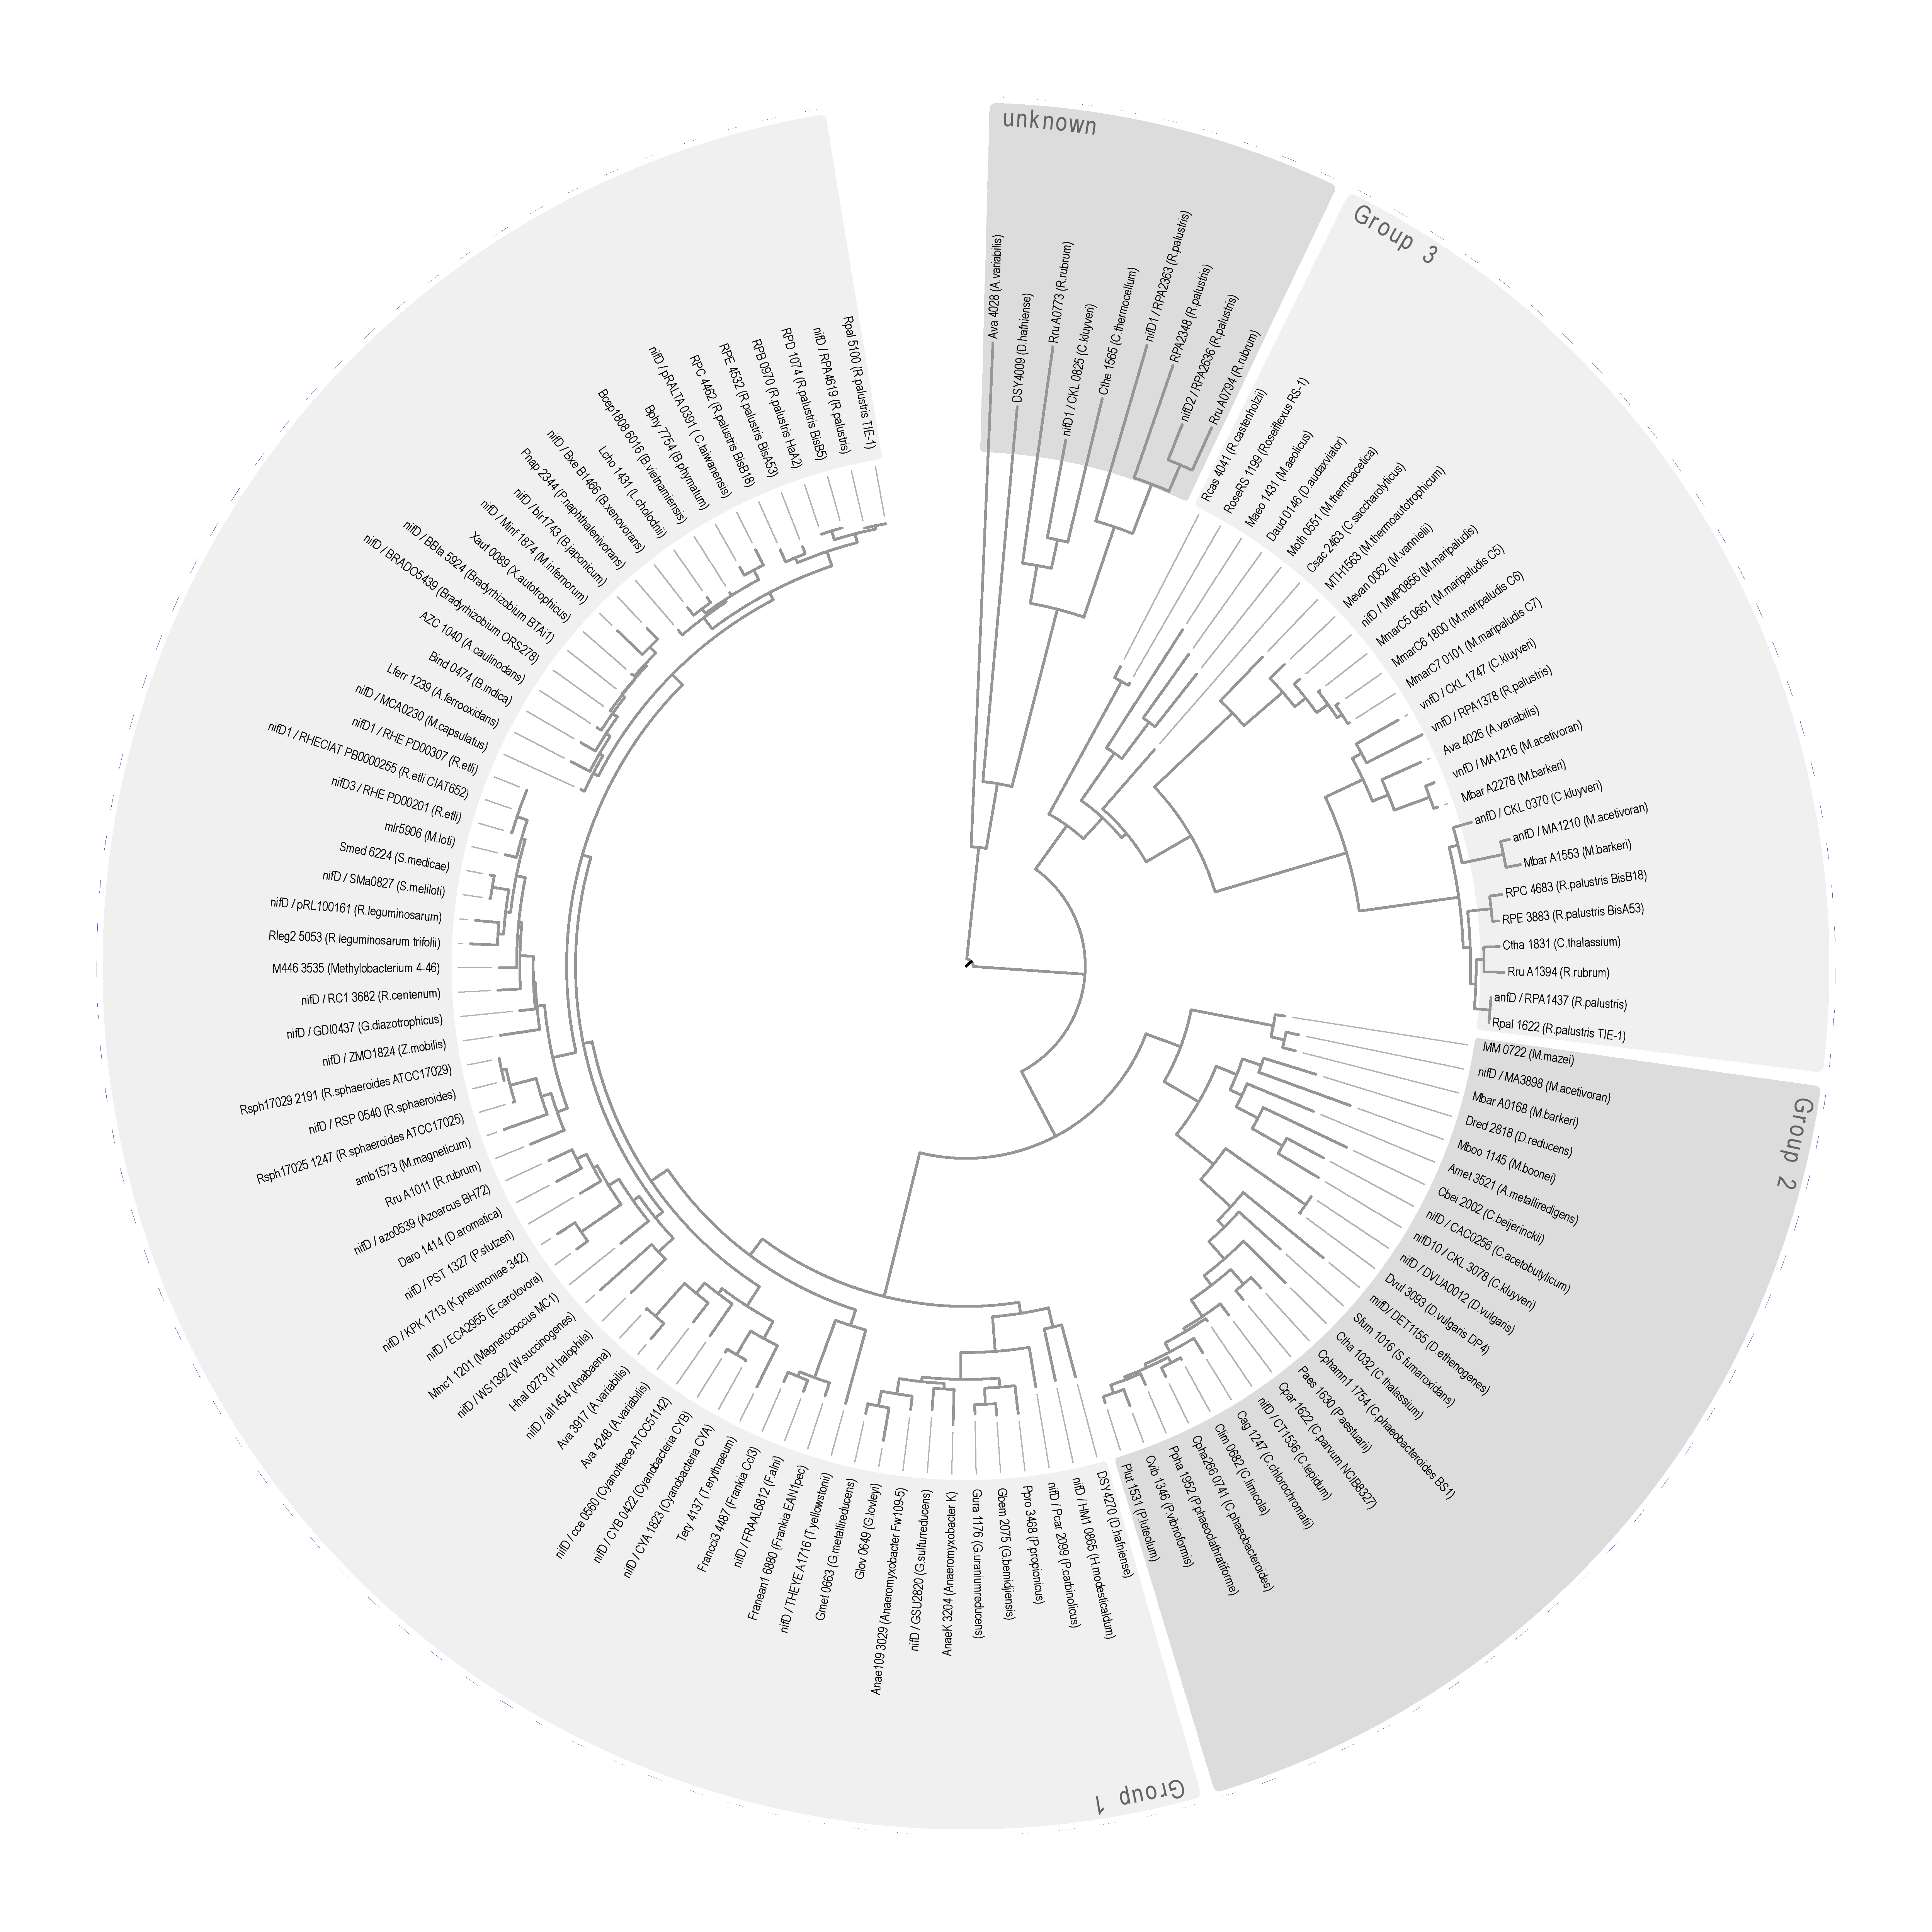 unknown
Ava 4028 (A.variabilis)
DSY4009 (D.hafniense)
Rru A0773 (R.rubrum)
nifD1 / CKL 0825 (C.kluyveri)
Cthe 1565 (C.thermocellum)
nifD1 / RPA2363 (R.palustris)
RPA2348 (R.palustris)
nifD2 / RPA2636 (R.palustris)
Rru A0794 (R.rubrum)
Group 3
Rcas 4041 (R.castenholzii)
RoseRS 1199 (Roseiflexus RS-1)
Maeo 1431 (M.aeolicus)
Daud 0146 (D.audaxviator)
Moth 0551 (M.thermoacetica)
Csac 2463 (C.saccharolyticus)
MTH1563 (M.thermoautotrophicum)
Mevan 0062 (M.vannielii)
nifD / MMP0856 (M.maripaludis)
MmarC5 0661 (M.maripaludis C5)
MmarC6 1800 (M.maripaludis C6)
MmarC7 0101 (M.maripaludis C7)
vnfD / CKL 1747 (C.kluyveri)
vnfD / RPA1378 (R.palustris)
Ava 4026 (A.variabilis)
vnfD / MA1216 (M.acetivoran)
Mbar A2278 (M.barkeri)
anfD / CKL 0370 (C.kluyveri)
anfD / MA1210 (M.acetivoran)
Mbar A1553 (M.barkeri)
RPC 4683 (R.palustris BisB18)
RPE 3883 (R.palustris BisA53)
Ctha 1831 (C.thalassium)
Rru A1394 (R.rubrum)
anfD / RPA1437 (R.palustris)
Rpal 1622 (R.palustris TIE-1)
Group 2
MM 0722 (M.mazei)
nifD / MA3898 (M.acetivoran)
Mbar A0168 (M.barkeri)
Dred 2818 (D.reducens)
Mboo 1145 (M.boonei)
Amet 3521 (A.metalliredigens)
Cbei 2002 (C.beijerinckii)
nifD / CAC0256 (C.acetobutylicum)
nifD10 / CKL 3078 (C.kluyveri)
nifD / DVUA0012 (D.vulgaris)
Dvul 3093 (D.vulgaris DP4)
mifD/ DET1155 (D.ethenogenes)
Sfum 1016 (S.fumaroxidans)
Ctha 1032 (C.thalassium)
Cphamn1 1754 (C.phaeobacteroides BS1)
Paes 1630 (P.aestuarii)
Cpar 1622 (C.parvum NCIB8327)
nifD / CT1536 (C.tepidum)
Cag 1247 (C.chlorochromatii)
Clim 0682 (C.limicola)
Cpha266 0741 (C.phaeobacteroides)
Ppha 1952 (P.phaeoclathratiforme)
Cvib 1346 (P.vibrioformis)
Plut 1531 (P.luteolum)
Group 1
DSY4270 (D.hafniense)
nifD / HM1 0865 (H.modesticaldum)
nifD / Pcar 2099 (P.carbinolicus)
Ppro 3468 (P.propionicus)
Gbem 2075 (G.bemidjiensis)
Gura 1176 (G.uraniumreducens)
AnaeK 3204 (Anaeromyxobacter K)
nifD / GSU2820 (G.sulfurreducens)
Anae109 3029 (Anaeromyxobacter Fw109-5)
Glov 0649 (G.lovleyi)
Gmet 0663 (G.metallireducens)
nifD / THEYE A1716 (T.yellowstonii)
Franean1 6880 (Frankia EAN1pec)
nifD / FRAAL6812 (F.alni)
Francci3 4487 (Frankia CcI3)
Tery 4137 (T.erythraeum)
nifD / CYA 1823 (Cyanobacteria CYA)
nifD / CYB 0422 (Cyanobacteria CYB)
nifD / cce 0560 (Cyanothece ATCC51142)
Ava 4248 (A.variabilis)
Ava 3917 (A.variabilis)
nifD / all1454 (Anabaena)
Hhal 0273 (H.halophila)
nifD / WS1392 (W.succinogenes)
Mmc1 1201 (Magnetococcus MC1)
nifD / ECA2955 (E.carotovora)
nifD / KPK 1713 (K.pneumoniae 342)
nifD / PST 1327 (P.stutzeri)
Daro 1414 (D.aromatica)
nifD / azo0539 (Azoarcus BH72)
Rru A1011 (R.rubrum)
amb1573 (M.magneticum)
Rsph17025 1247 (R.sphaeroides ATCC17025)
nifD / RSP 0540 (R.sphaeroides)
Rsph17029 2191 (R.sphaeroides ATCC17029)
nifD / ZMO1824 (Z.mobilis)
nifD / GDI0437 (G.diazotrophicus)
nifD / RC1 3682 (R.centenum)
M446 3535 (Methylobacterium 4-46)
Rleg2 5053 (R.leguminosarum trifolii)
nifD / pRL100161 (R.leguminosarum)
nifD / SMa0827 (S.meliloti)
Smed 6224 (S.medicae)
mlr5906 (M.loti)
nifD3 / RHE PD00201 (R.etli)
nifD1 / RHECIAT PB0000255 (R.etli CIAT652)
nifD1 / RHE PD00307 (R.etli)
nifD / MCA0230 (M.capsulatus)
Lferr 1239 (A.ferrooxidans)
Bind 0474 (B.indica)
AZC 1040 (A.caulinodans)
nifD / BRADO5439 (Bradyrhizobium ORS278)
nifD / BBta 5924 (Bradyrhizobium BTAi1)
Xaut 0089 (X.autotrophicus)
nifD / Minf 1874 (M.infernorum)
nifD / blr1743 (B.japonicum)
Pnap 2344 (P.naphthalenivorans)
nifD / Bxe B1466 (B.xenovorans)
Lcho 1431 (L.cholodnii)
Bcep1808 6016 (B.vietnamiensis)
Bphy 7754 (B.phymatum)
nifD / pRALTA 0391 ( C.taiwanensis)
RPC 4462 (R.palustris BisB18)
RPE 4532 (R.palustris BisA53)
RPB 0970 (R.palustris HaA2)
RPD 1074 (R.palustris BisB5)
nifD / RPA4619 (R.palustris)
Rpal 5100 (R.palustris TIE-1)